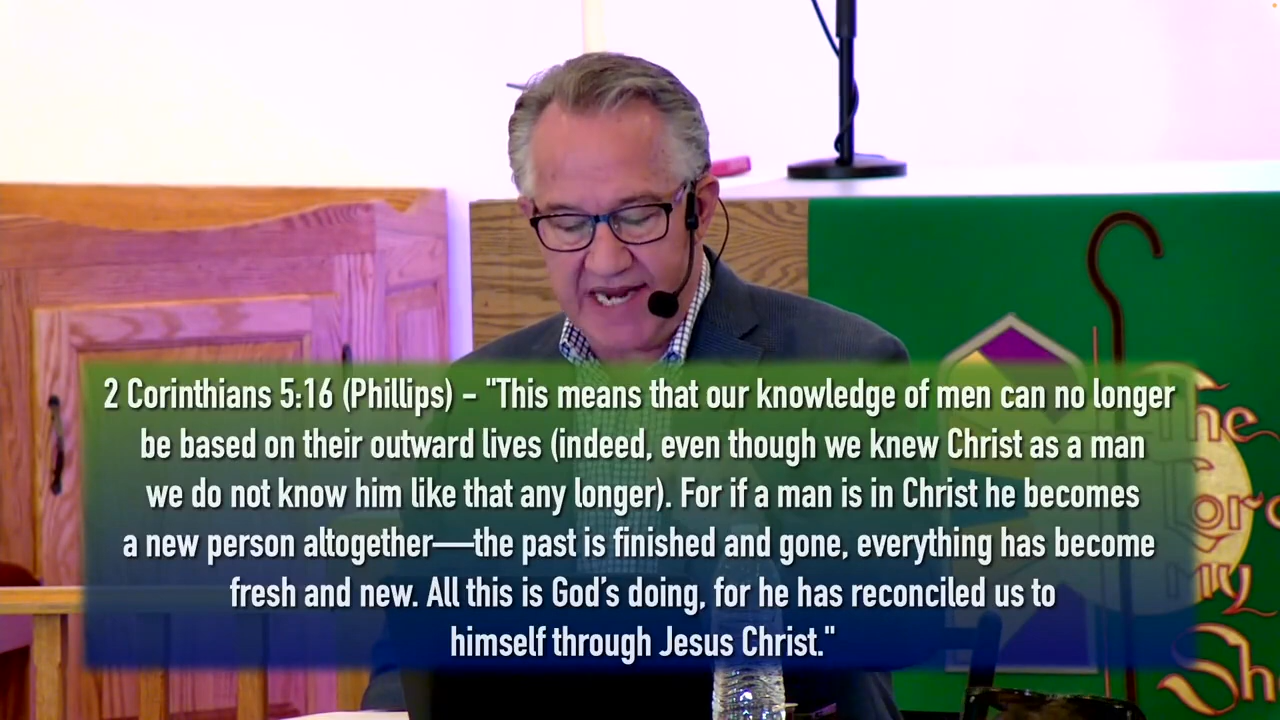 2 Corinthians 5:16 (Phillips) - "This means that our knowledge of men can no longer
be based on their outward lives (indeed, even though we knew Christ as a man
we do not know him like that any longer). For if a man is in Christ he becomes
a new person altogether—the past is finished and gone, everything has become
fresh and new. All this is God's doing, for he has reconciled us to
himself through Jesus Christ."
The
my